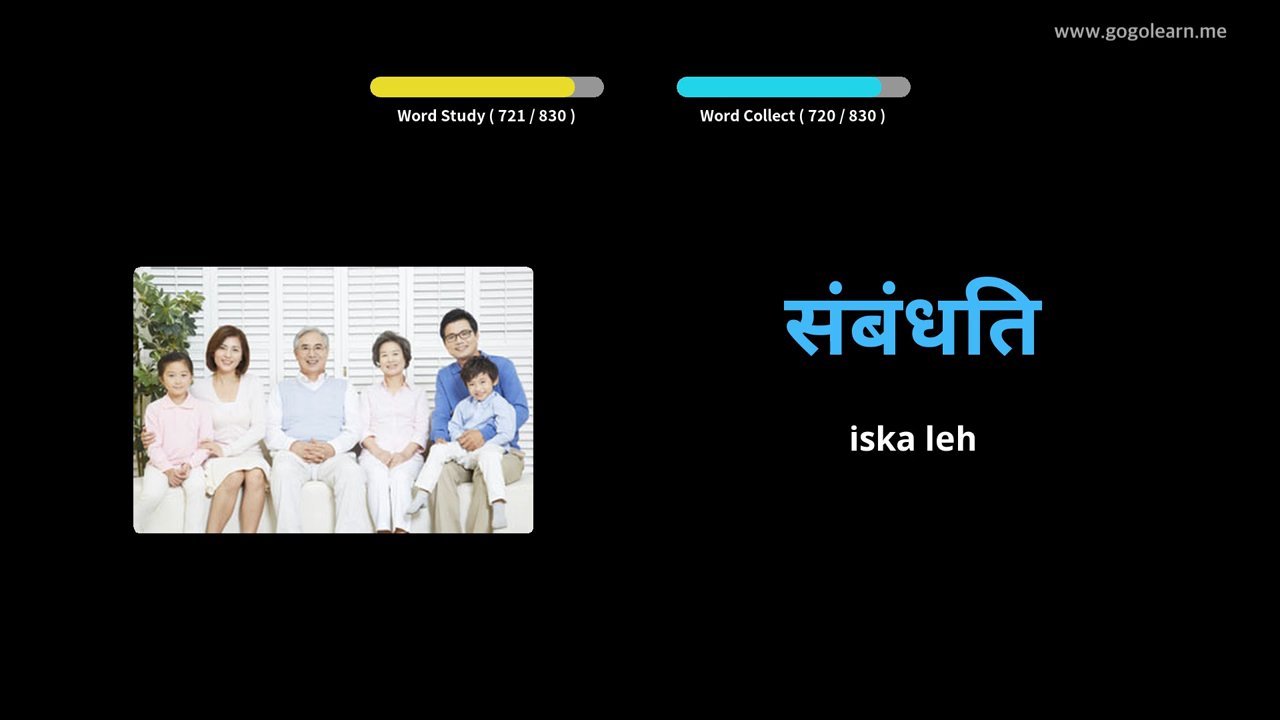 www.gogolearn.me
Word Study ( 721 / 830 )
Word Collect ( 720 / 830 )
संबंधति
iska leh